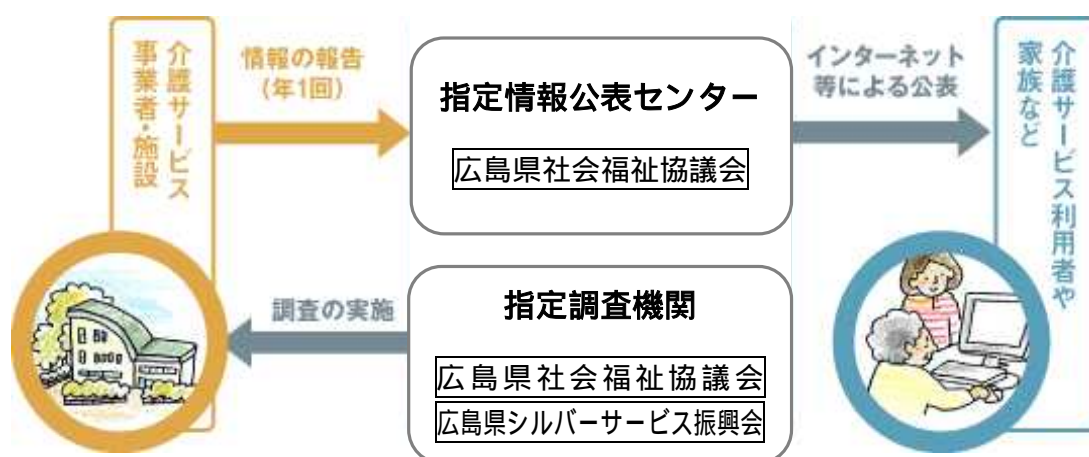 介護サービス
事業者・施設
情報の報告
(年1回)
指定情報公表センター
広島県社会福祉協議会
インターネット
等による公表
介護サービス利用者や
家族など
調査の実施
指定調査機関
広島県社会福祉協議会
広島県シルバーサービス振興会